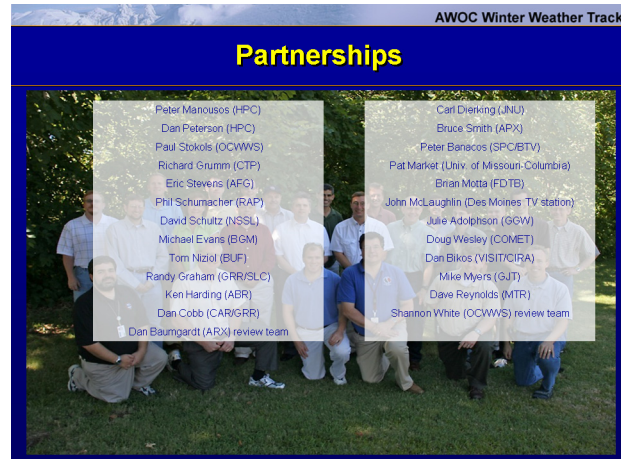 AWOC Winter Weather Track
Partnerships
Peter Manousos (HPC)
Dan Peterson (HPC)
Paul Stokols (OCWWS)
Richard Grumm (CTP)
Eric Stevens (AFG)
Phil Schumacher (RAP)
David Schultz (NSSL)
Michael Evans (BGM)
Tom Niziol (BUF)
Randy Graham (GRR/SLC)
Ken Harding (ABR)
Dan Cobb (CAR/GRR)
Dan Baumgardt (ARX) review team
Carl Dierking (JNU)
Bruce Smith (APX)
Peter Banacos (SPC/BTV)
Pat Market (Univ. of Missouri-Columbia)
Brian Motta (FDTB)
John McLaughlin (Des Moines TV station)
Julie Adolphson (GGW)
Doug Wesley (COMET)
Dan Bikos (VISIT/CIRA)
Mike Myers (GJT)
Dave Reynolds (MTR)
Shannon White (OCWWS) review team